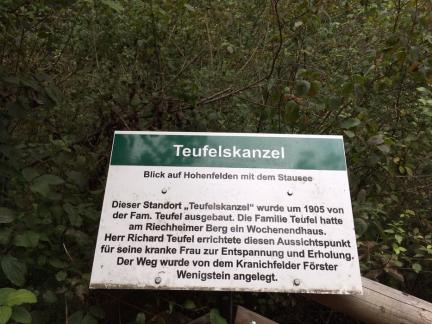 Teufelskanzel
Blick auf Hohenfelden mit dem Stausee
Dieser Standort „Teufelskanzel“ wurde um 1905 von
der Fam. Teufel ausgebaut. Die Familie Teufel hatte
am Riechheimer Berg ein Wochenendhaus.
Herr Richard Teufel errichtete diesen Aussichtspunkt
für seine kranke Frau zur Entspannung und Erholung.
Der Weg wurde von dem Kranichfelder Förster
Wenigstein angelegt.